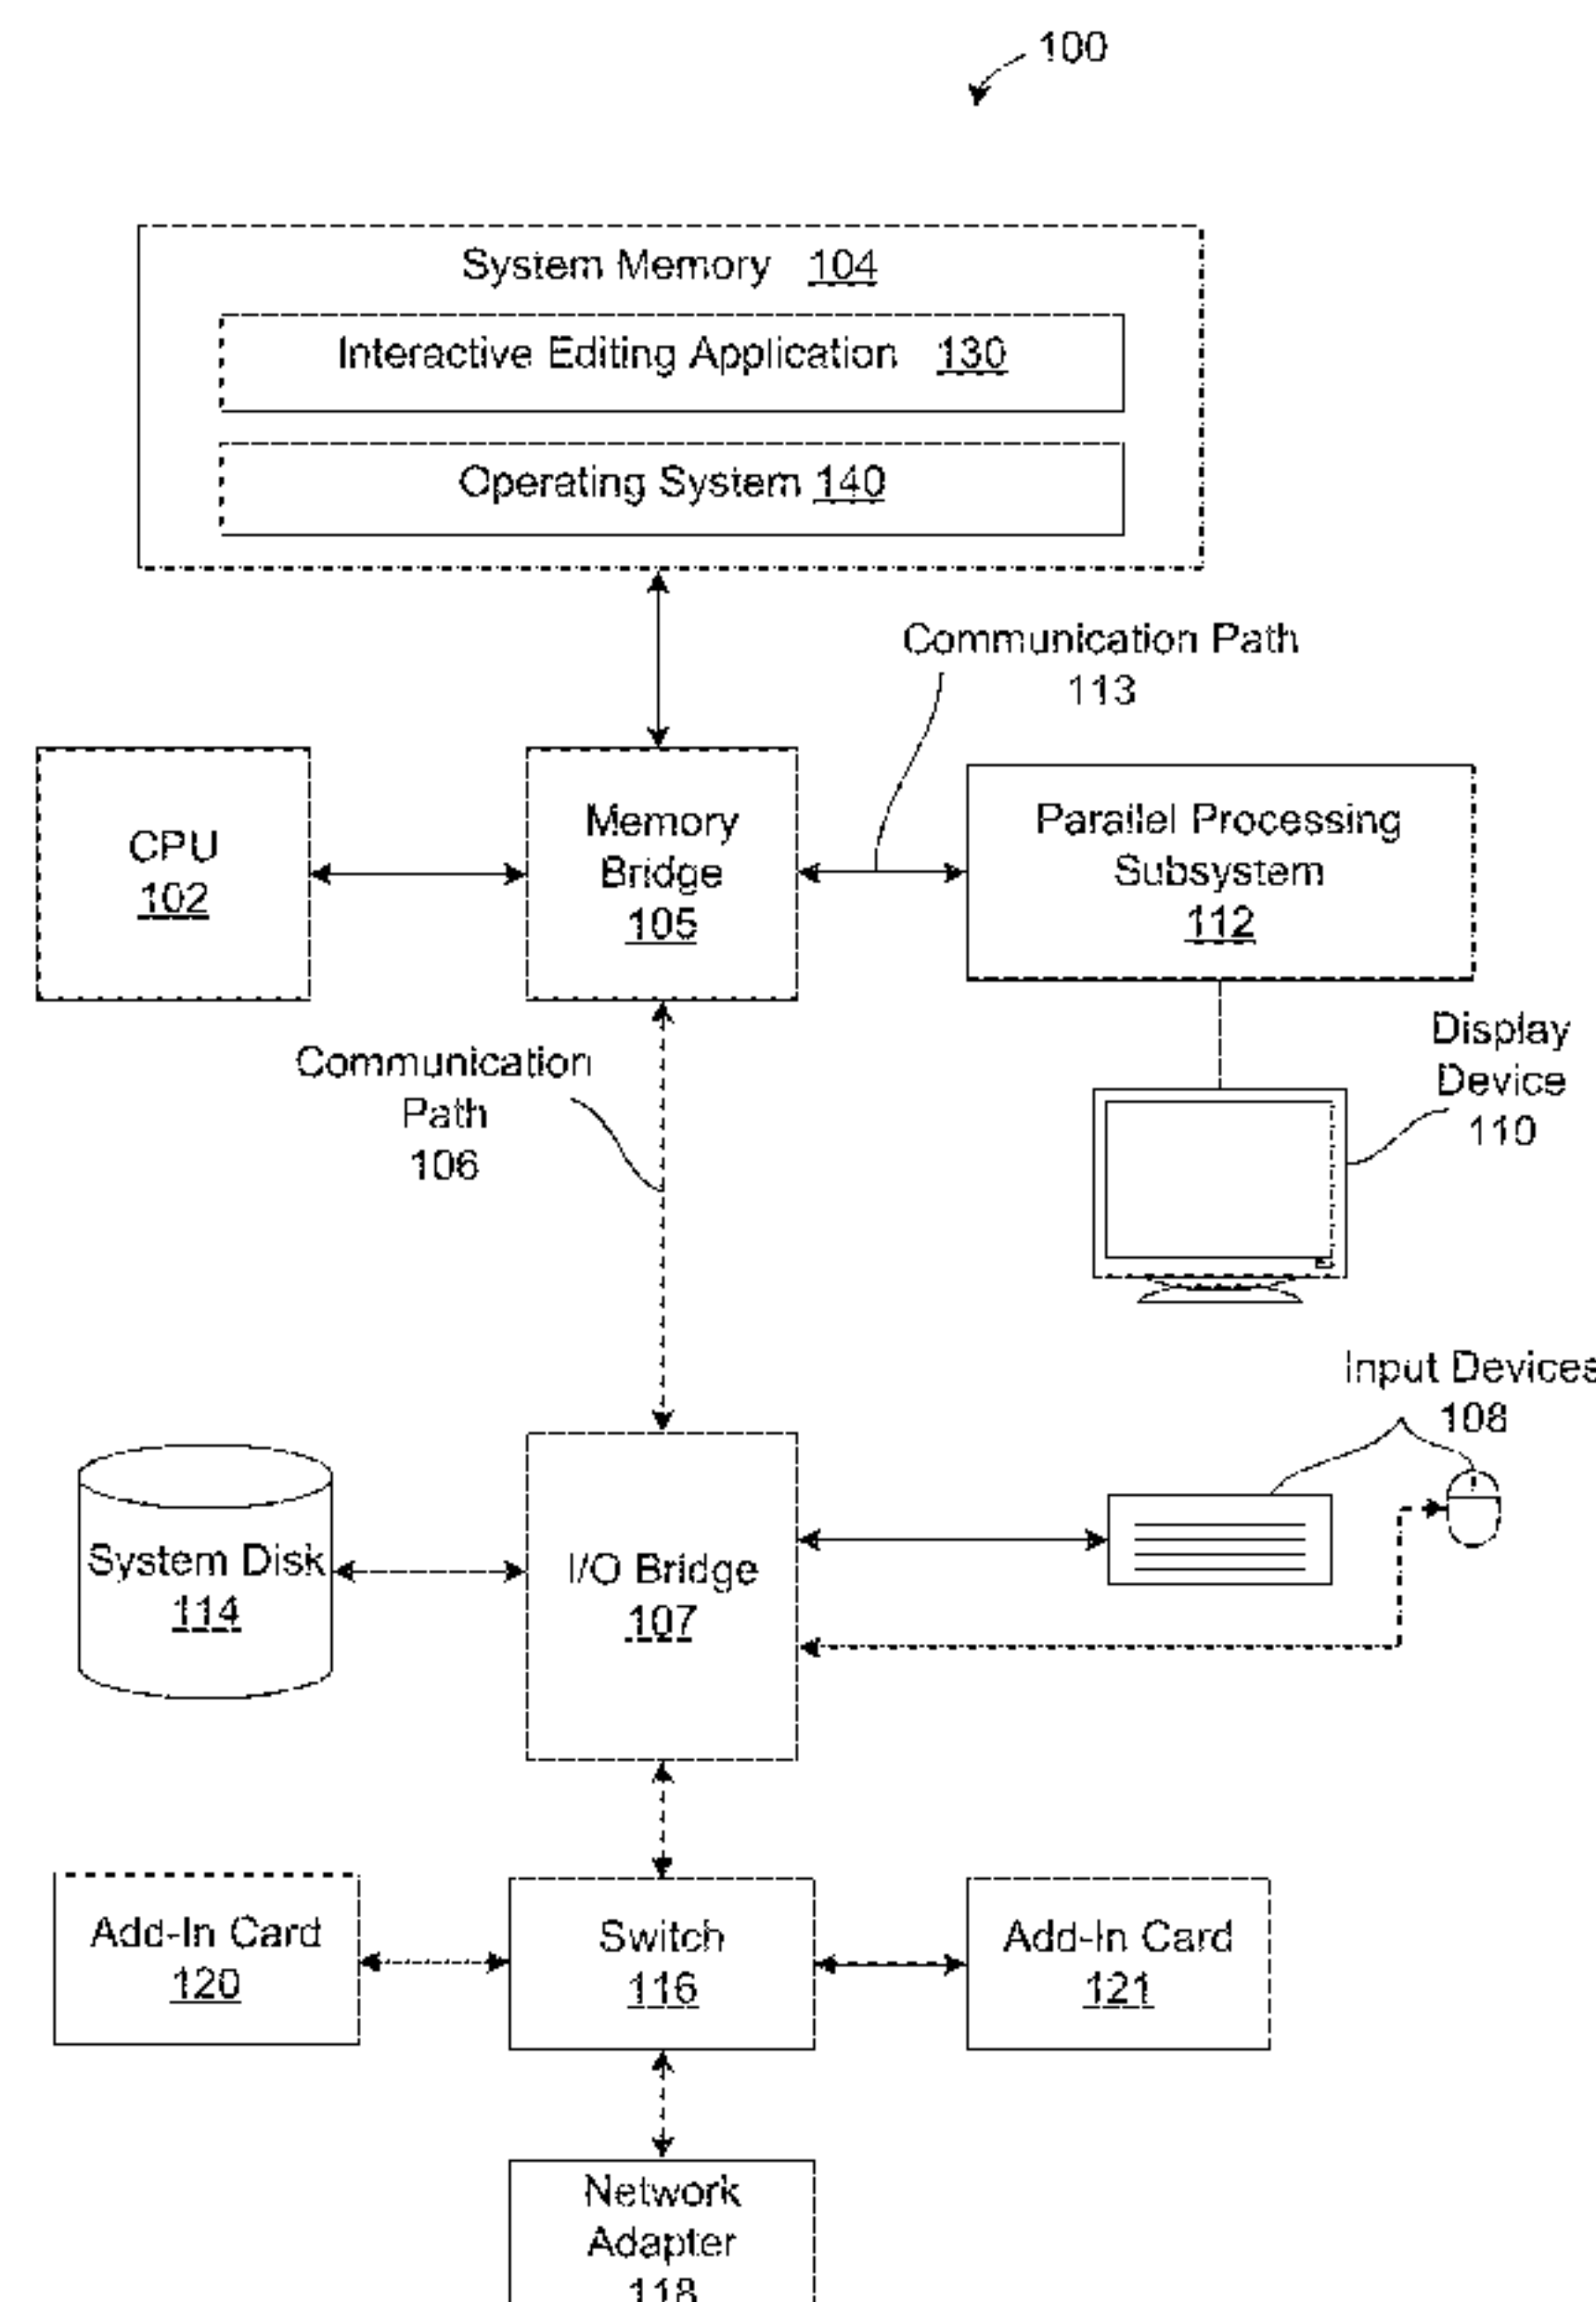 100
System Memory 104
Interactive Editing Application 130
Operating System 140
Communication Path
113
CPU
102
Memory
Bridge
105
Parallel Processing
Subsystem
112
Communication
Path
106
Display
Device
110
Input Devices
108
System Disk
114
I/O Bridge
107
Add-In Card
120
Switch
116
Add-In Card
121
Network
Adapter
118